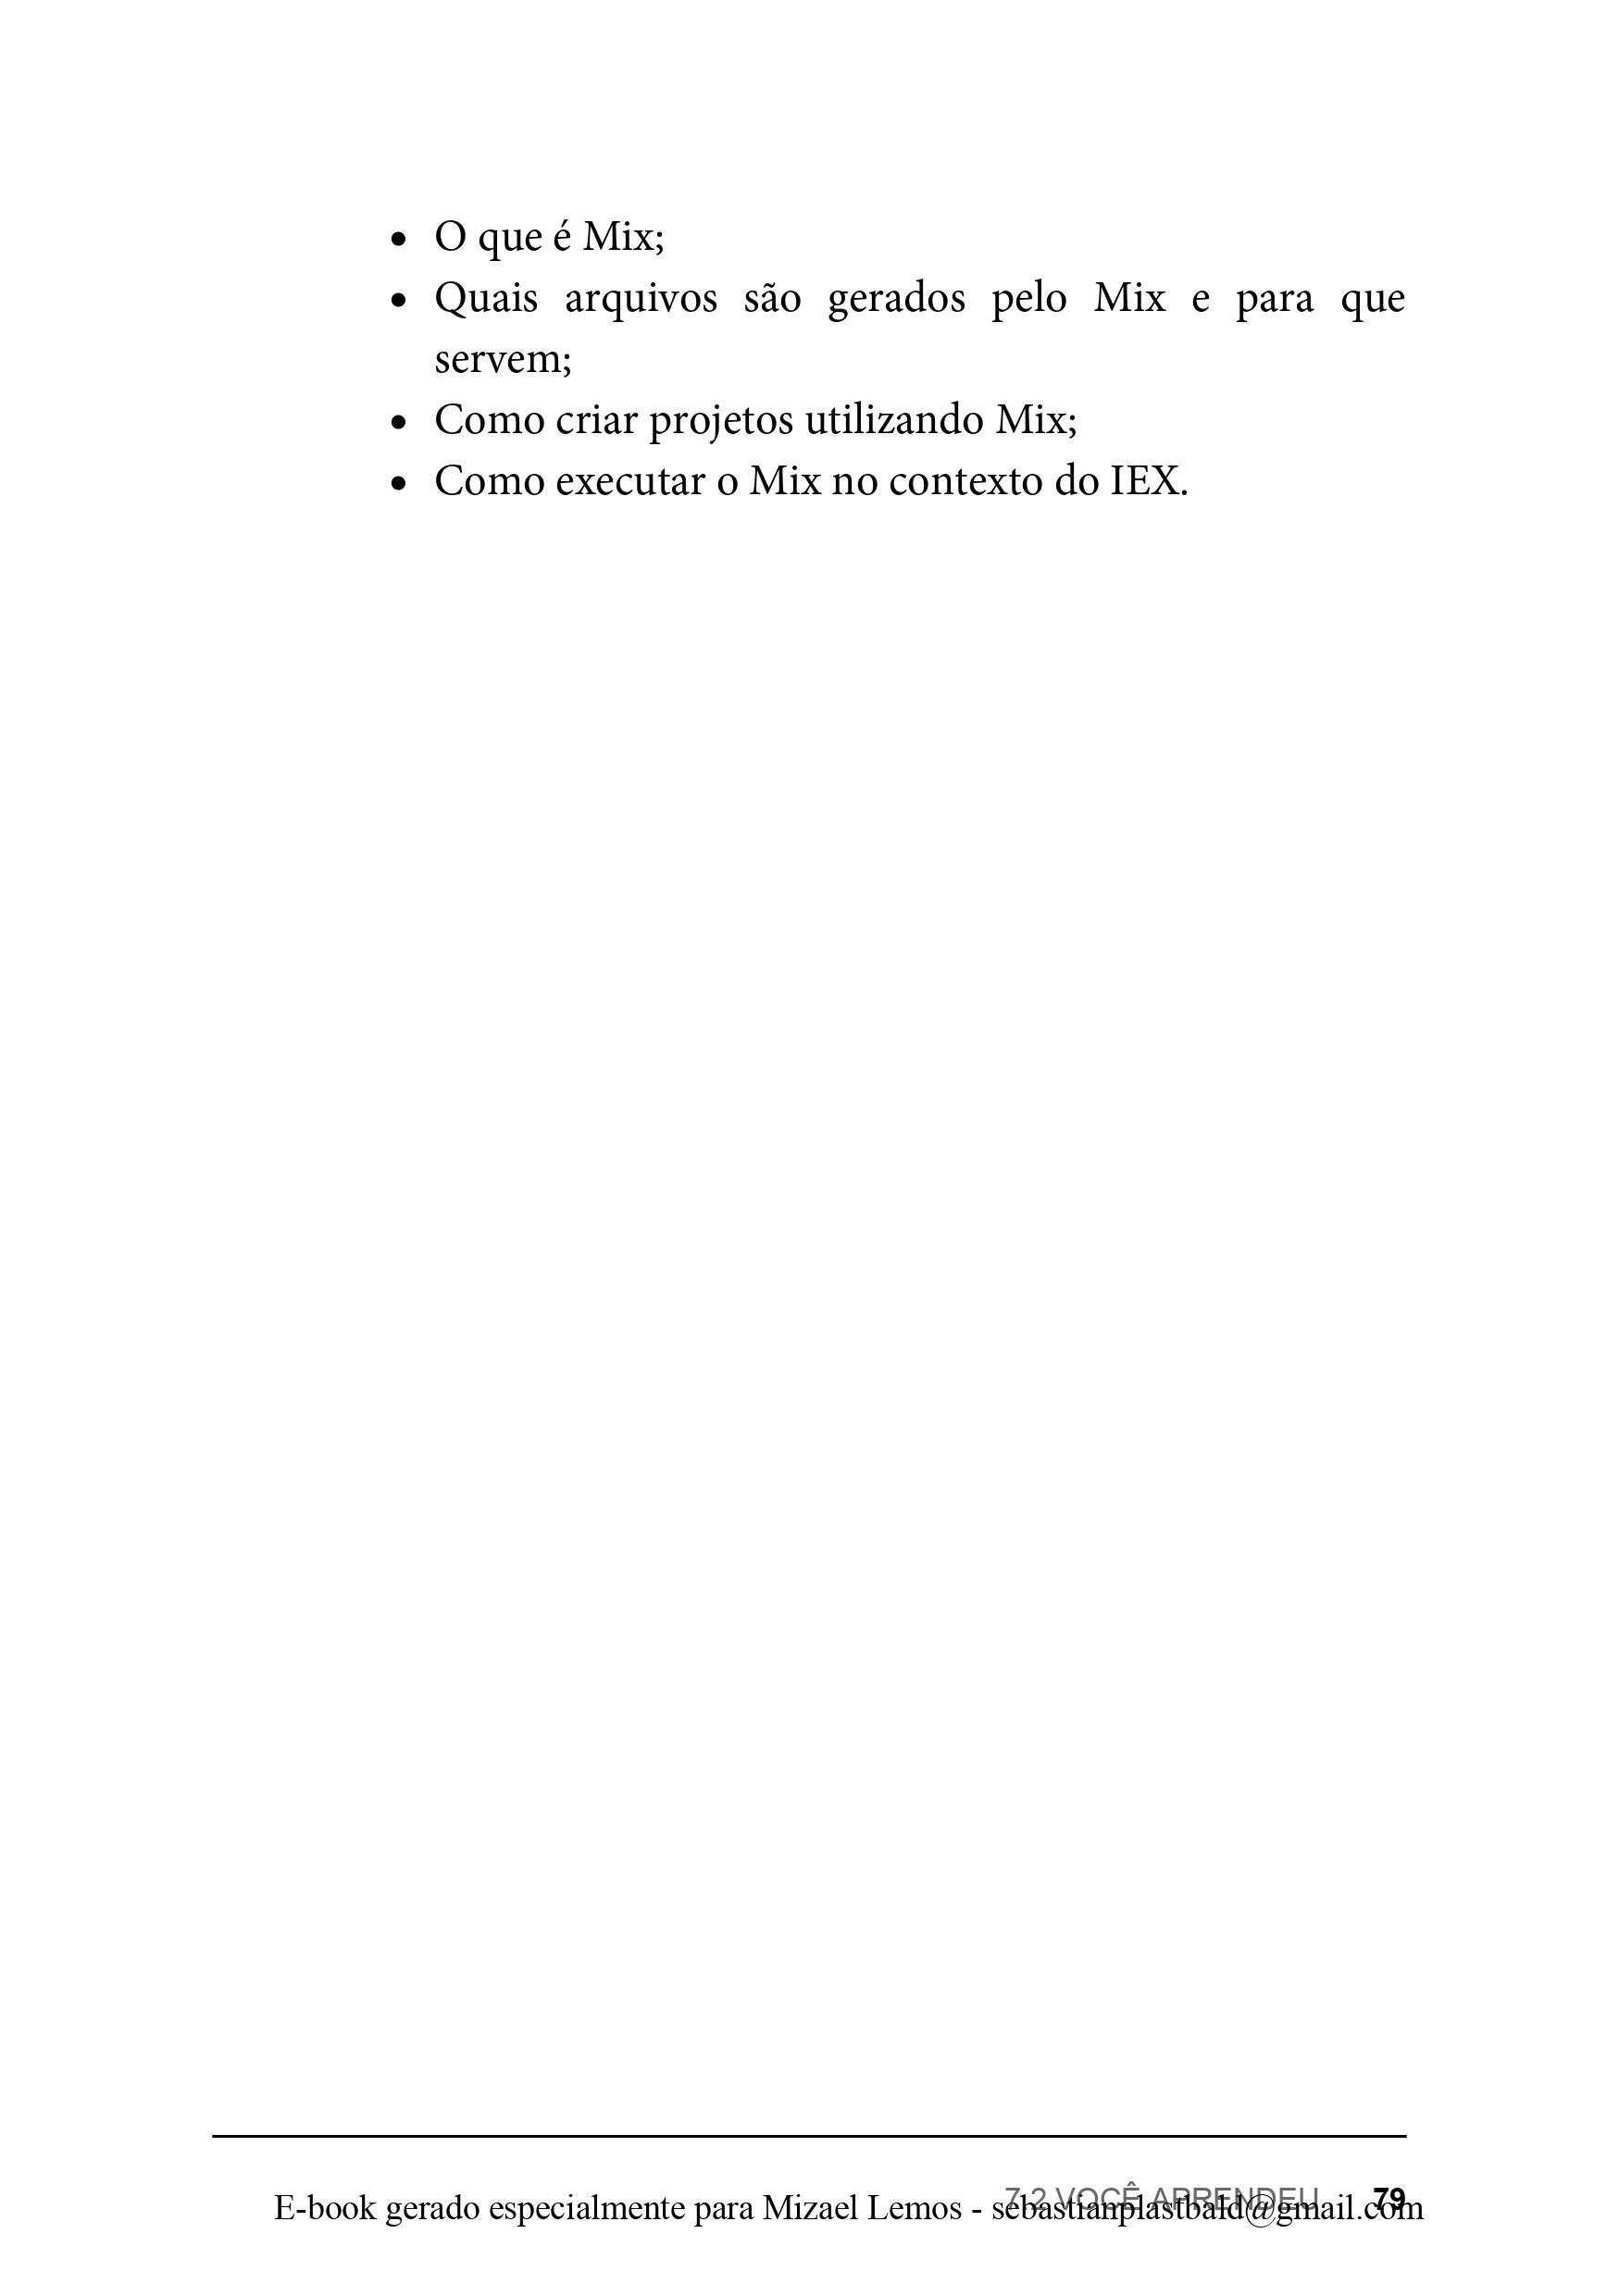 • O que é Mix;
• Quais arquivos são gerados pelo Mix e para que
servem;
• Como criar projetos utilizando Mix;
• Como executar o Mix no contexto do IEX.
7.2 VOCÊ APRENDEU 79
E-book gerado especialmente para Mizael Lemos - sebastianplastbald@gmail.com